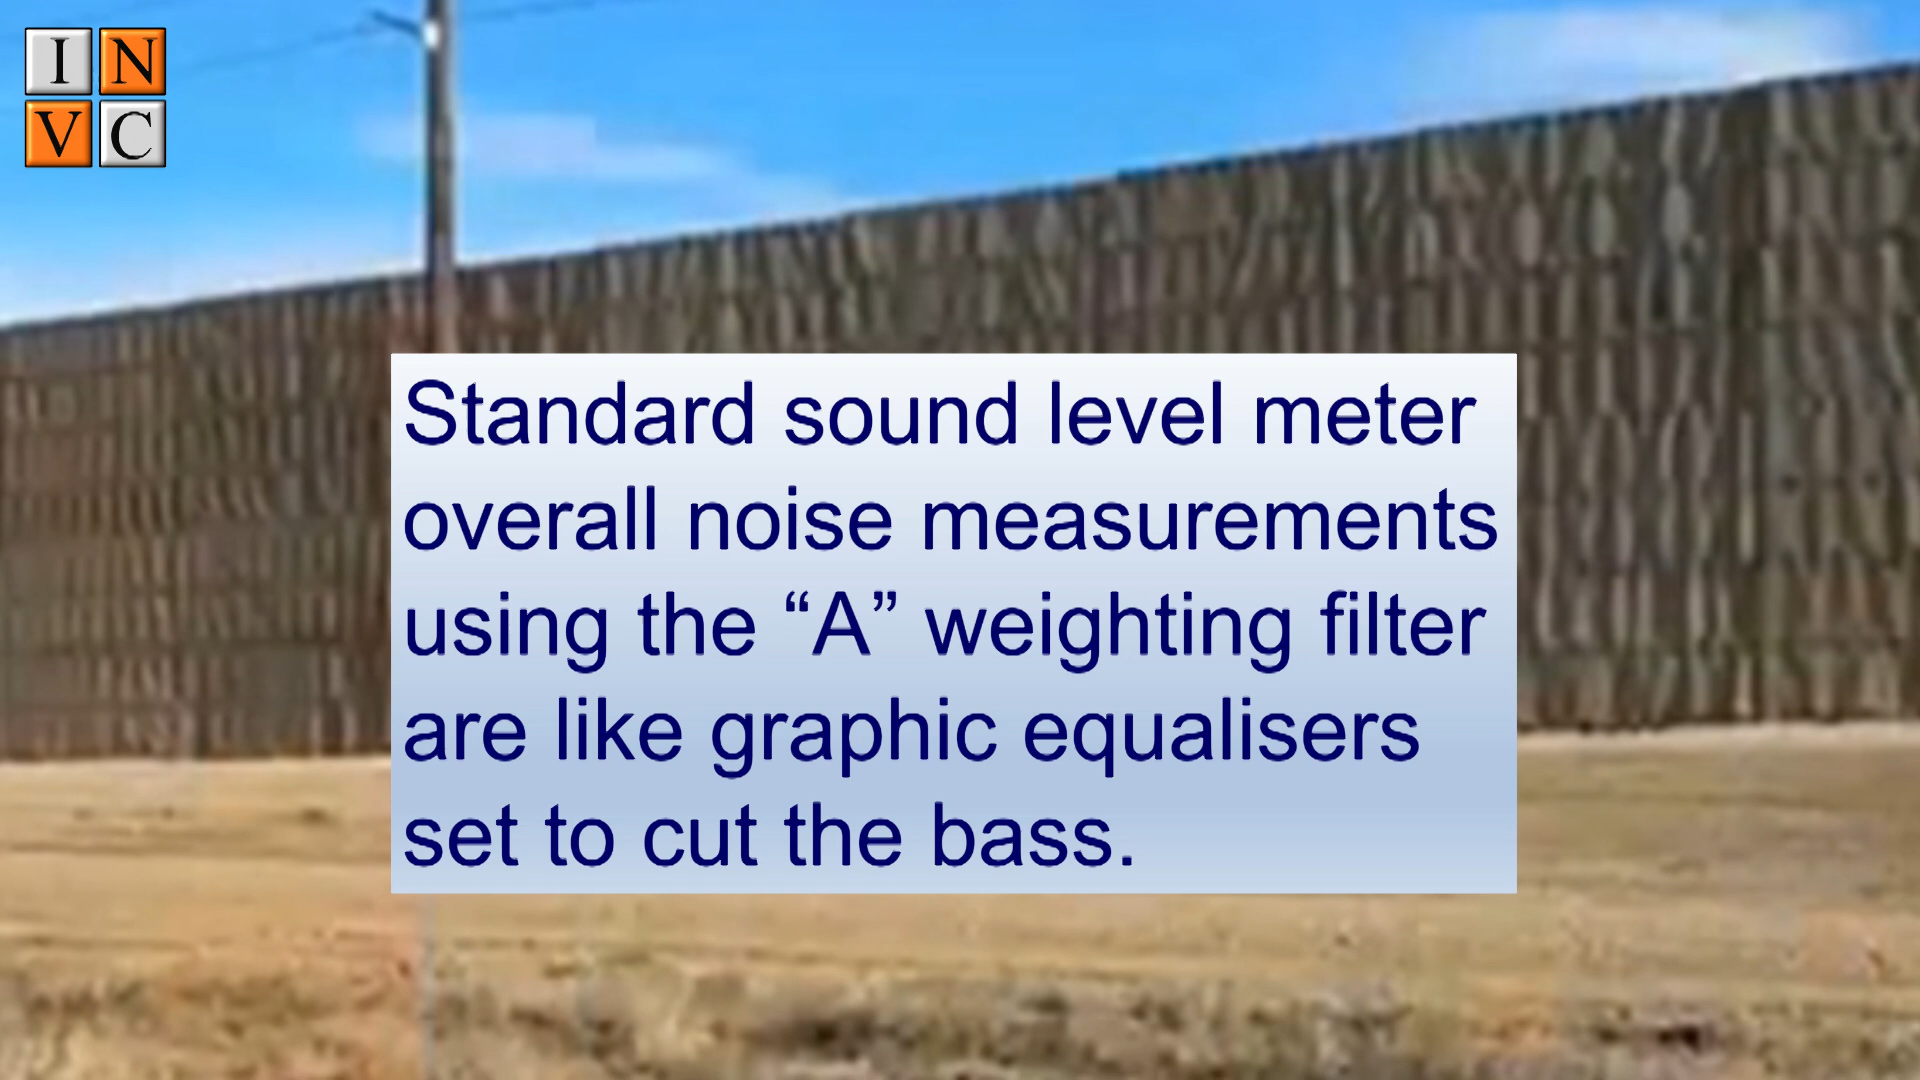 I N
V C
Standard sound level meter
overall noise measurements
using the “A” weighting filter
are like graphic equalisers
set to cut the bass.